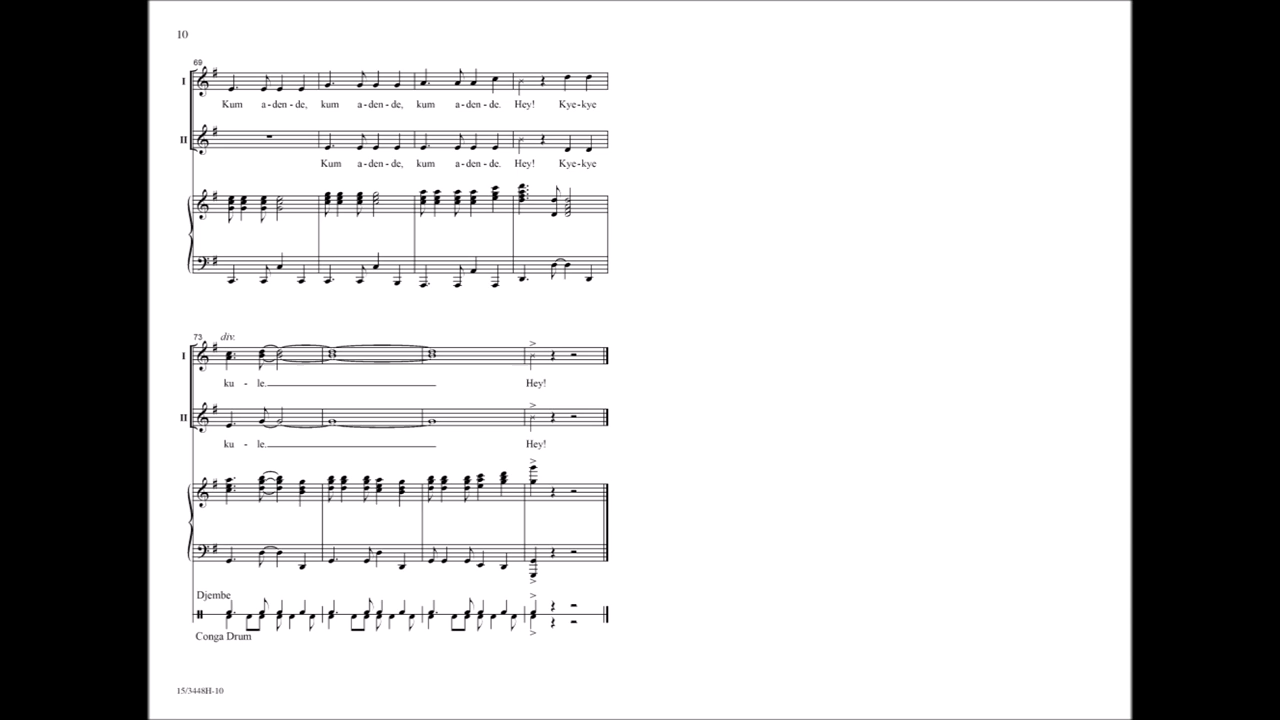 10
69
I
Kum a-den-de, kum a-den-de, kum a-den-de. Hey! Kye-kye
II
Kum a-den-de, kum a-den-de. Hey! Kye-kye
73
div.
I
ku - le. Hey!
II
ku - le. Hey!
Djembe
Conga Drum
15/3448H-10